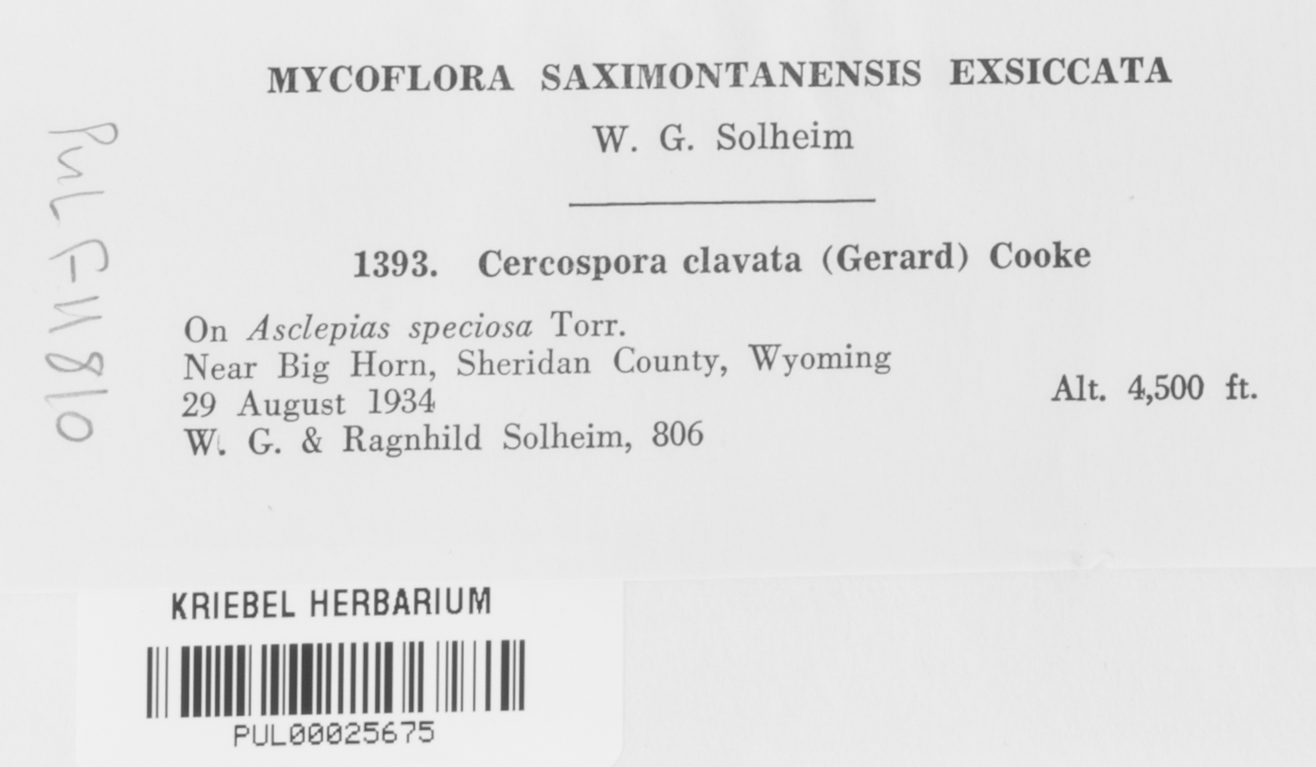 MYCOFLORA SAXIMONTANENSIS EXSICCATA
W. G. Solheim
1393. Cercospora clavata (Gerard) Cooke
On Asclepias speciosa Torr.
Near Big Horn, Sheridan County, Wyoming
29 August 1934
Alt. 4,500 ft.
W. G. & Ragnhild Solheim, 806
PUL F11810
KRIEBEL HERBARIUM
PUL00025675